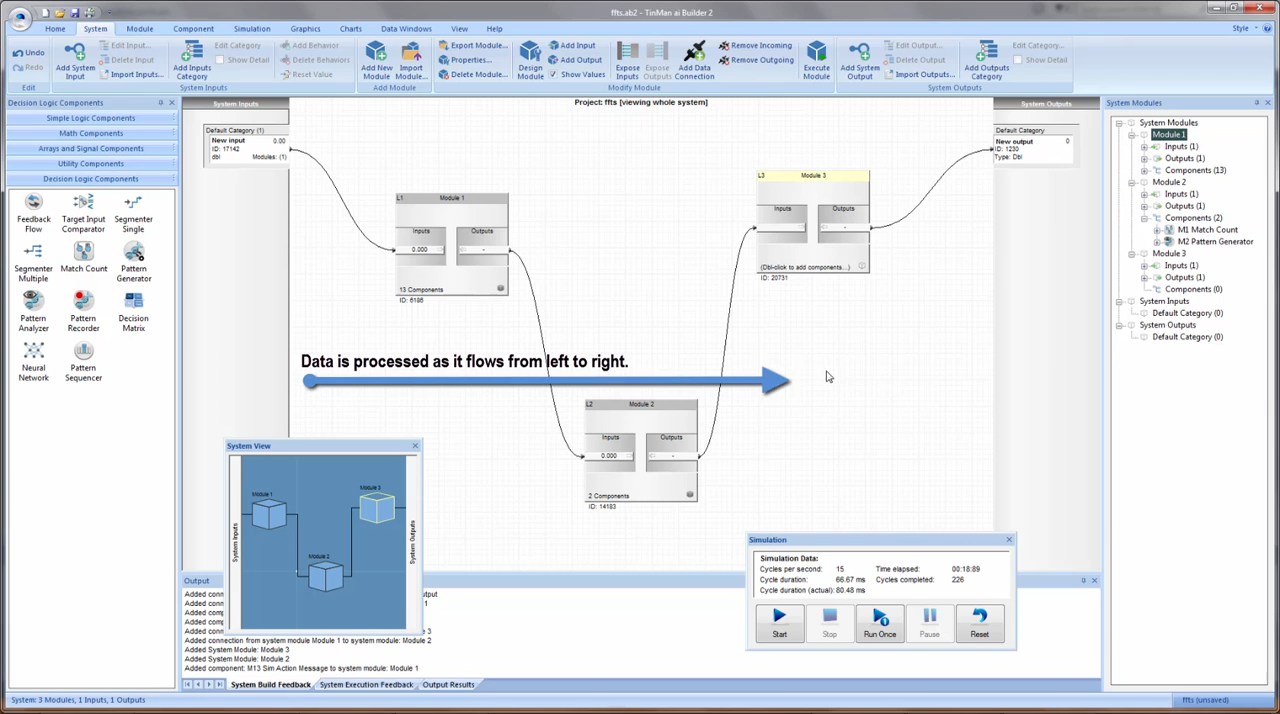 ffts.ab2 - TinMan ai Builder 2
Home System Module Component Simulation Graphics Charts Data Windows View Help
Style
Undo
Redo
Edit
Add System Input
Edit Input...
Delete Input
Import Inputs...
Add Inputs Category
Edit Category
Show Detail
Add Behavior
Delete Behaviors
Reset Value
System Inputs
Add New Module
Import Module...
Add Module
Export Module...
Properties...
Delete Module...
Design Module
Add Input
Add Output
Show Values
Expose Inputs
Expose Outputs
Add Data Connection
Remove Incoming
Remove Outgoing
Modify Module
Execute Module
Add System Output
Edit Output...
Delete Output
Import Outputs...
Add Outputs Category
Edit Category...
Show Detail
System Outputs
Decision Logic Components
Simple Logic Components
Math Components
Arrays and Signal Components
Utility Components
Decision Logic Components
Feedback Flow
Target Input Comparator
Segmenter Single
Segmenter Multiple
Match Count
Pattern Generator
Pattern Analyzer
Pattern Recorder
Decision Matrix
Neural Network
Pattern Sequencer
System Inputs
Project: ffts [viewing whole system]
System Outputs
Default Category (1)
New input 0.00
ID: 17142
dbl Modules: (1)
Default Category
New output 0
ID: 1230
Type: Dbl
L1 Module 1
Inputs Outputs
0.000 -
13 Components
ID: 6186
L3 Module 3
Inputs Outputs
-
(Dbl-click to add components...)
ID: 20731
Data is processed as it flows from left to right.
L2 Module 2
Inputs Outputs
0.000 -
2 Components
ID: 14183
System View
System Inputs
Module 1
Module 2
Module 3
System Outputs
Simulation
Simulation Data:
Cycles per second: 15 Time elapsed: 00:18:89
Cycle duration: 66.67 ms Cycles completed: 226
Cycle duration (actual): 80.48 ms
Start Stop Run Once Pause Reset
Output
Added connection from system module Module 1 to system module: Module 2
Added System Module: Module 3
Added System Module: Module 2
Added component: M13 Sim Action Message to system module: Module 1
System Build Feedback System Execution Feedback Output Results
System Modules
System Modules
Module 1
Inputs (1)
Outputs (1)
Components (13)
Module 2
Inputs (1)
Outputs (1)
Components (2)
M1 Match Count
M2 Pattern Generator
Module 3
Inputs (1)
Outputs (1)
Components (0)
System Inputs
Default Category (0)
System Outputs
Default Category (0)
System: 3 Modules, 1 Inputs, 1 Outputs
ffts (unsaved)